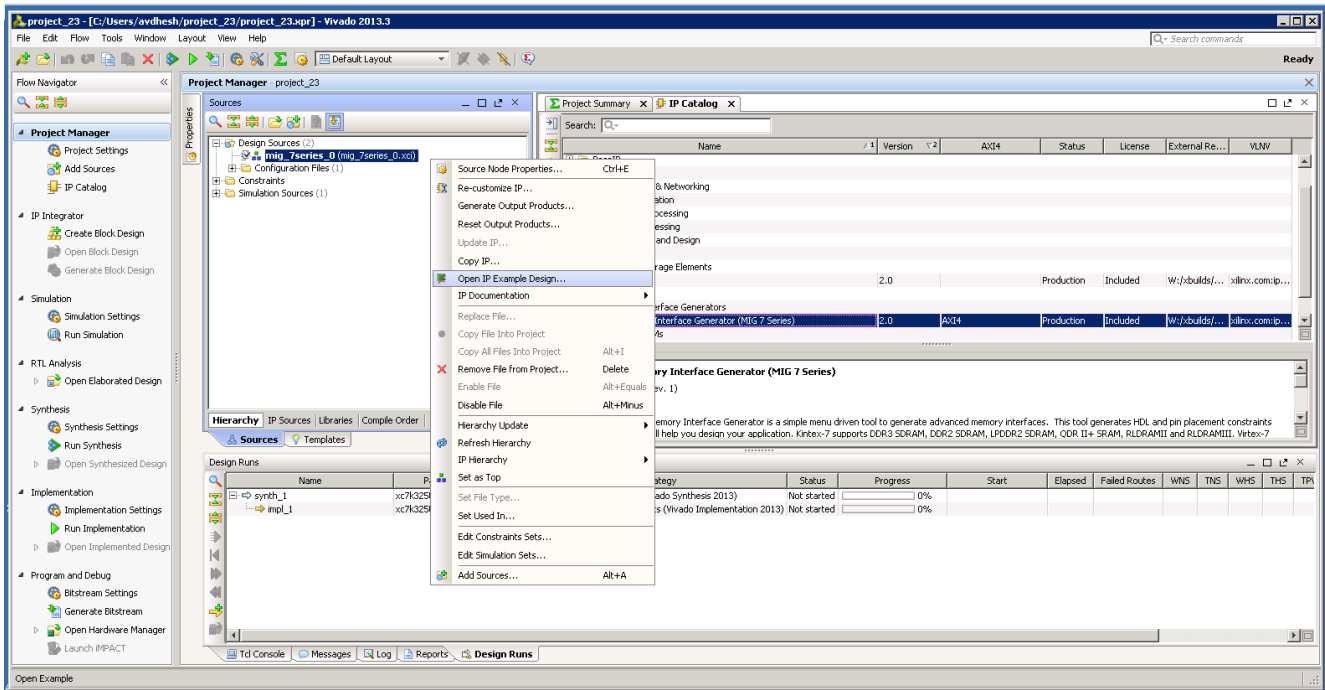 project_23 - [C:/Users/avdhesh/project_23/project_23.xpr] - Vivado 2013.3
File Edit Flow Tools Window Layout View Help
Search commands
Default Layout
Ready
Flow Navigator
Project Manager
Project Settings
Add Sources
IP Catalog
IP Integrator
Create Block Design
Open Block Design
Generate Block Design
Simulation
Simulation Settings
Run Simulation
RTL Analysis
Open Elaborated Design
Synthesis
Synthesis Settings
Run Synthesis
Open Synthesized Design
Implementation
Implementation Settings
Run Implementation
Open Implemented Design
Program and Debug
Bitstream Settings
Generate Bitstream
Open Hardware Manager
Launch iMPACT
Project Manager - project_23
Properties
Sources
Design Sources (2)
mig_7series_0 (mig_7series_0.xci)
Configuration Files (1)
Constraints
Simulation Sources (1)
Hierarchy IP Sources Libraries Compile Order
Sources Templates
Source Node Properties... Ctrl+E
Re-customize IP...
Generate Output Products...
Reset Output Products...
Update IP...
Copy IP...
Open IP Example Design...
IP Documentation
Replace File...
Copy File Into Project
Copy All Files Into Project Alt+I
Remove File from Project... Delete
Enable File Alt+Equals
Disable File Alt+Minus
Hierarchy Update
Refresh Hierarchy
IP Hierarchy
Set as Top
Set File Type...
Set Used In...
Edit Constraints Sets...
Edit Simulation Sets...
Add Sources... Alt+A
Project Summary IP Catalog
Search:
Name 1 Version 2 AXI4 Status License External Re... VLNV
& Networking
ation
ocessing
essing
and Design
rage Elements
2.0 Production Included W:/xbuilds/... xilinx.com:ip...
erface Generators
Interface Generator (MIG 7 Series) 2.0 AXI4 Production Included W:/xbuilds/... xilinx.com:ip...
ory Interface Generator (MIG 7 Series)
ev. 1)
emory Interface Generator is a simple menu driven tool to generate advanced memory interfaces. This tool generates HDL and pin placement constraints
ll help you design your application. Kintex-7 supports DDR3 SDRAM, DDR2 SDRAM, LPDDR2 SDRAM, QDR II+ SRAM, RLDRAMII and RLDRAMIII. Virtex-7
Design Runs
Name P ategy Status Progress Start Elapsed Failed Routes WNS TNS WHS THS TPV
synth_1 xc7k325 ado Synthesis 2013) Not started 0%
impl_1 xc7k325 s (Vivado Implementation 2013) Not started 0%
Tcl Console Messages Log Reports Design Runs
Open Example